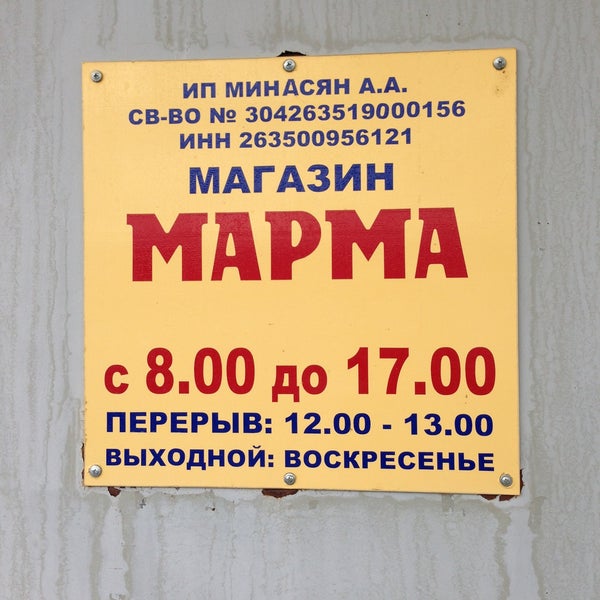 ИП МИНАСЯН А.А.
СВ-ВО № 304263519000156
ИНН 263500956121
МАГАЗИН
МАРМА
с 8.00 до 17.00
ПЕРЕРЫВ: 12.00 - 13.00
ВЫХОДНОЙ: ВОСКРЕСЕНЬЕ